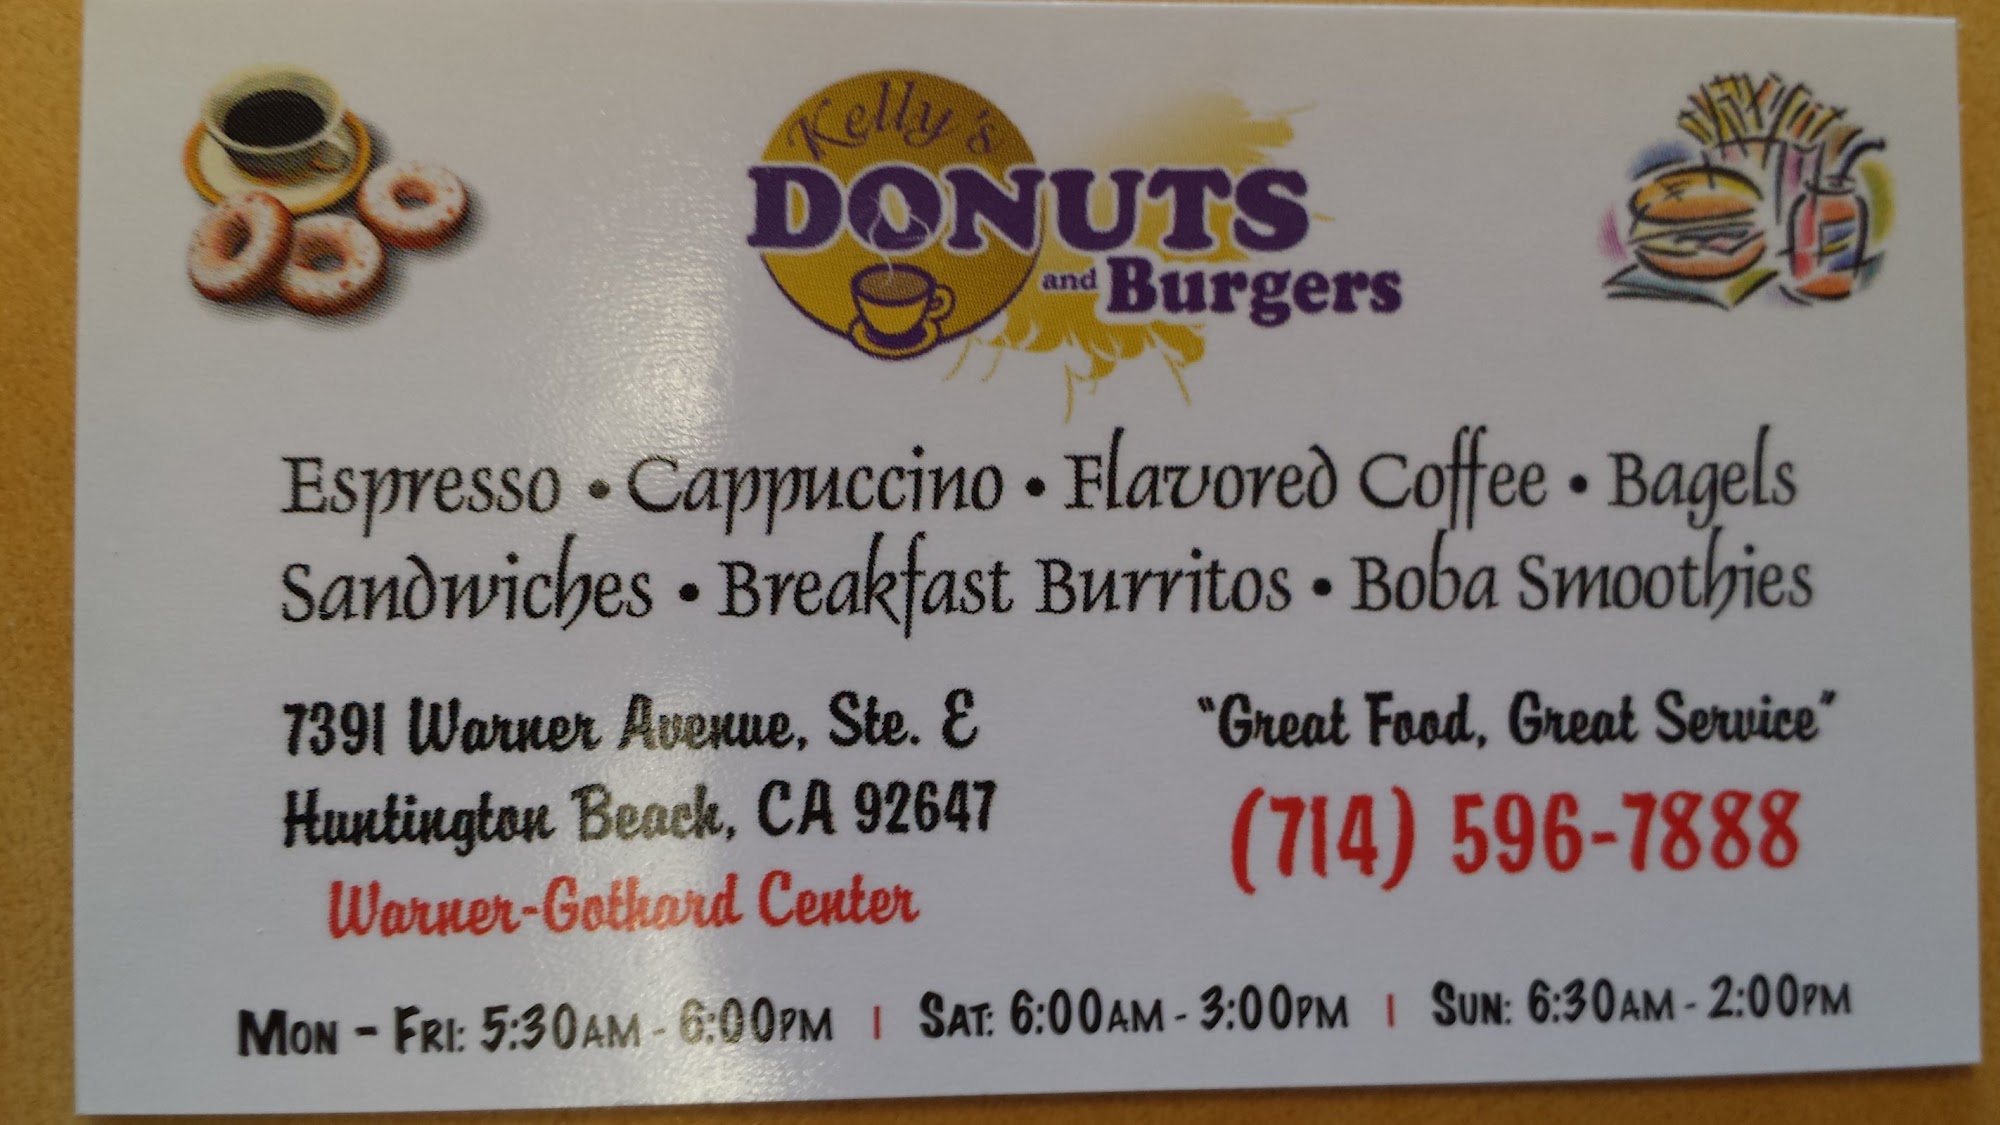 Kelly's
DONUTS
and Burgers
Espresso • Cappuccino • Flavored Coffee • Bagels
Sandwiches • Breakfast Burritos • Boba Smoothies
7391 Warner Avenue, Ste. E
Huntington Beach, CA 92647
Warner-Gothard Center
"Great Food, Great Service"
(714) 596-7888
MON - FRI: 5:30AM - 6:00PM | SAT: 6:00AM - 3:00PM | SUN: 6:30AM - 2:00PM